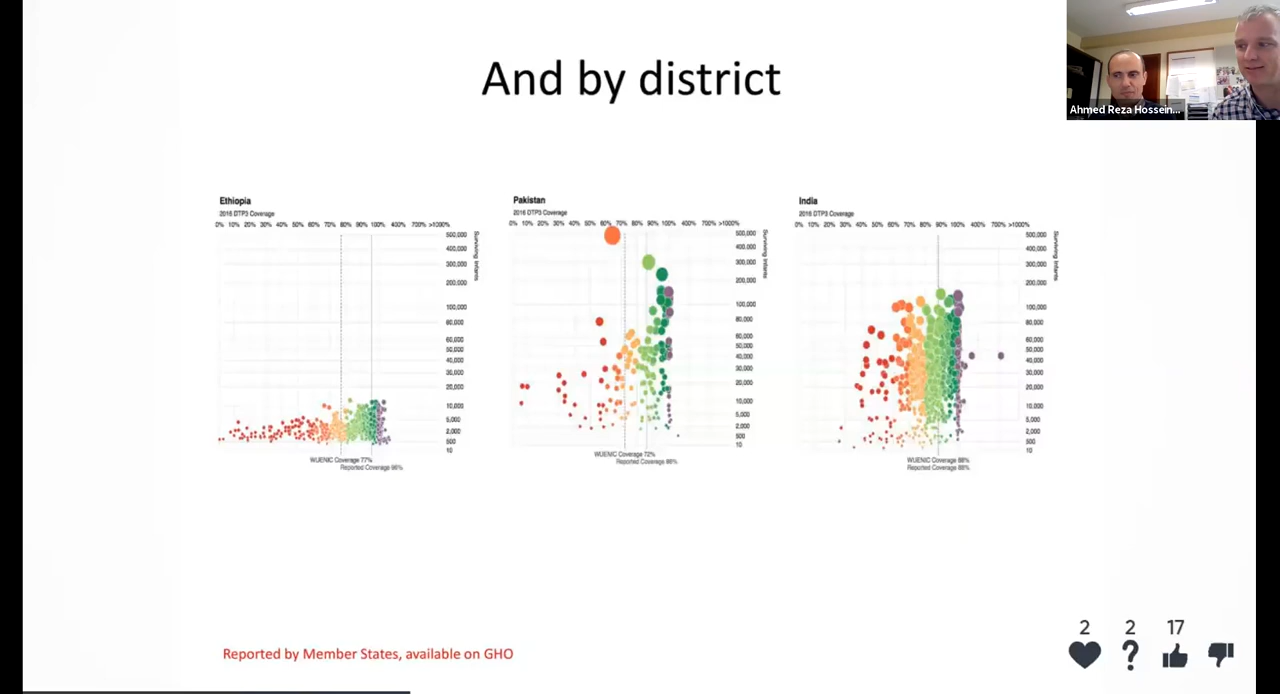 And by district
Ahmed Reza Hossein...
Ethiopia
2016 DTP3 Coverage
0% 10% 20% 30% 40% 50% 60% 70% 80% 90% 100% 400% 700% >1000%
500,000
400,000
300,000
200,000
100,000
80,000
60,000
50,000
40,000
30,000
20,000
10,000
5,000
2,000
500
10
Surviving Infants
WUENIC Coverage 77%
Reported Coverage 96%
Pakistan
2016 DTP3 Coverage
0% 10% 20% 30% 40% 50% 60% 70% 80% 90% 100% 400% 700% >1000%
500,000
400,000
300,000
200,000
100,000
80,000
60,000
50,000
40,000
30,000
20,000
10,000
5,000
2,000
500
10
Surviving Infants
WUENIC Coverage 72%
Reported Coverage 86%
India
2016 DTP3 Coverage
0% 10% 20% 30% 40% 50% 60% 70% 80% 90% 100% 400% 700% >1000%
500,000
400,000
300,000
200,000
100,000
80,000
60,000
50,000
40,000
30,000
20,000
10,000
5,000
2,000
500
10
Surviving Infants
WUENIC Coverage 88%
Reported Coverage 88%
Reported by Member States, available on GHO
2 2 17